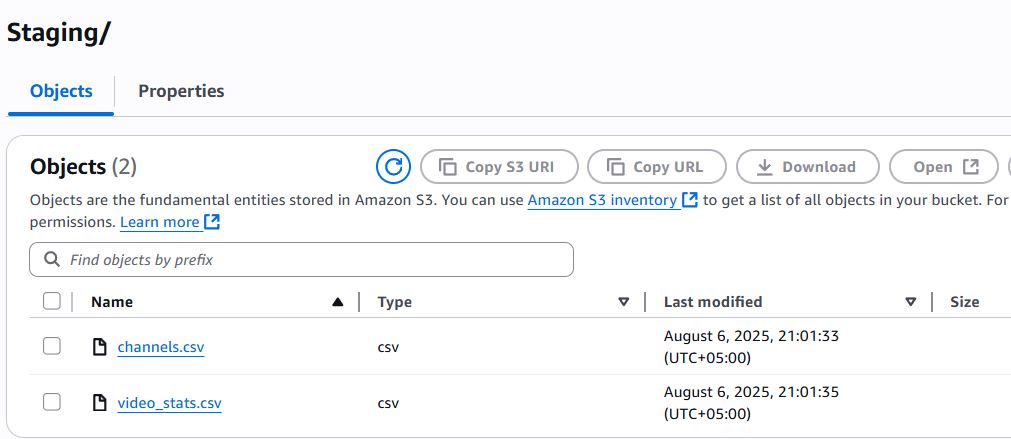 Staging/
Objects
Properties
Objects (2)
Copy S3 URI
Copy URL
Download
Open
Objects are the fundamental entities stored in Amazon S3. You can use Amazon S3 inventory to get a list of all objects in your bucket. For
permissions. Learn more
Find objects by prefix
Name Type Last modified Size
channels.csv csv August 6, 2025, 21:01:33
(UTC+05:00)
video_stats.csv csv August 6, 2025, 21:01:35
(UTC+05:00)